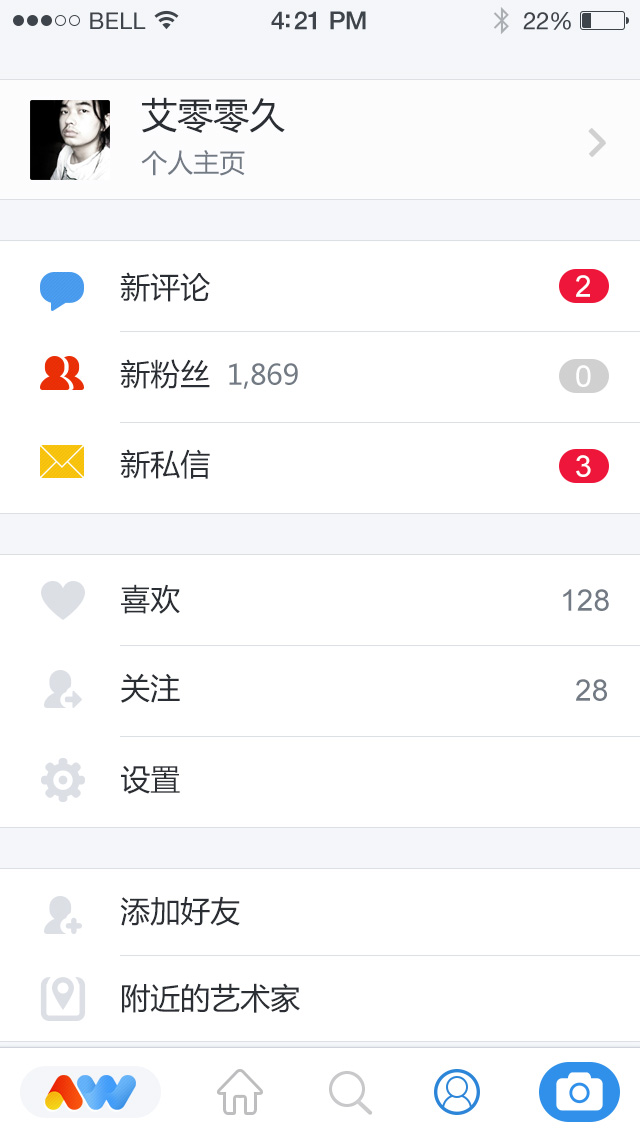 BELL 4:21 PM 22%
艾零零久
个人主页
新评论 2
新粉丝 1,869 0
新私信 3
喜欢 128
关注 28
设置
添加好友
附近的艺术家
AW